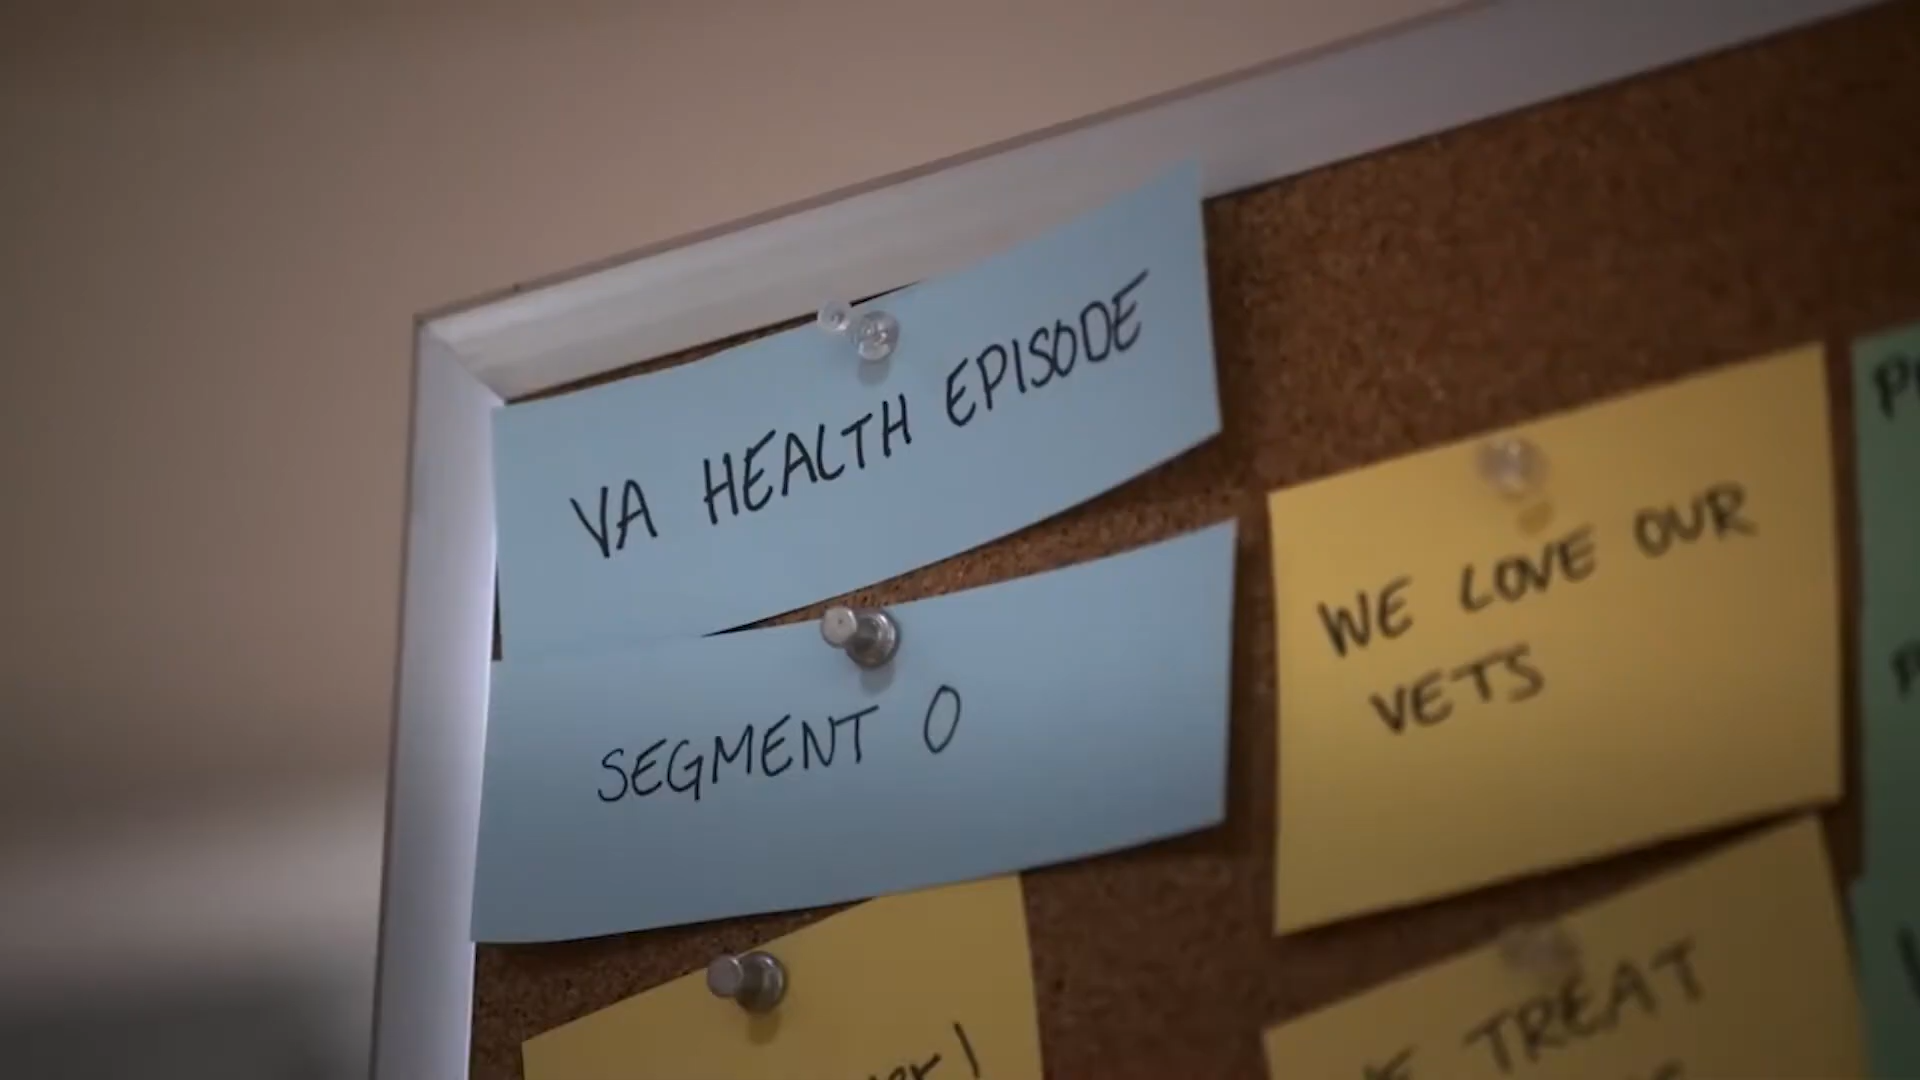 VA HEALTH EPISODE
SEGMENT 0
WE LOVE OUR
VETS
TREAT